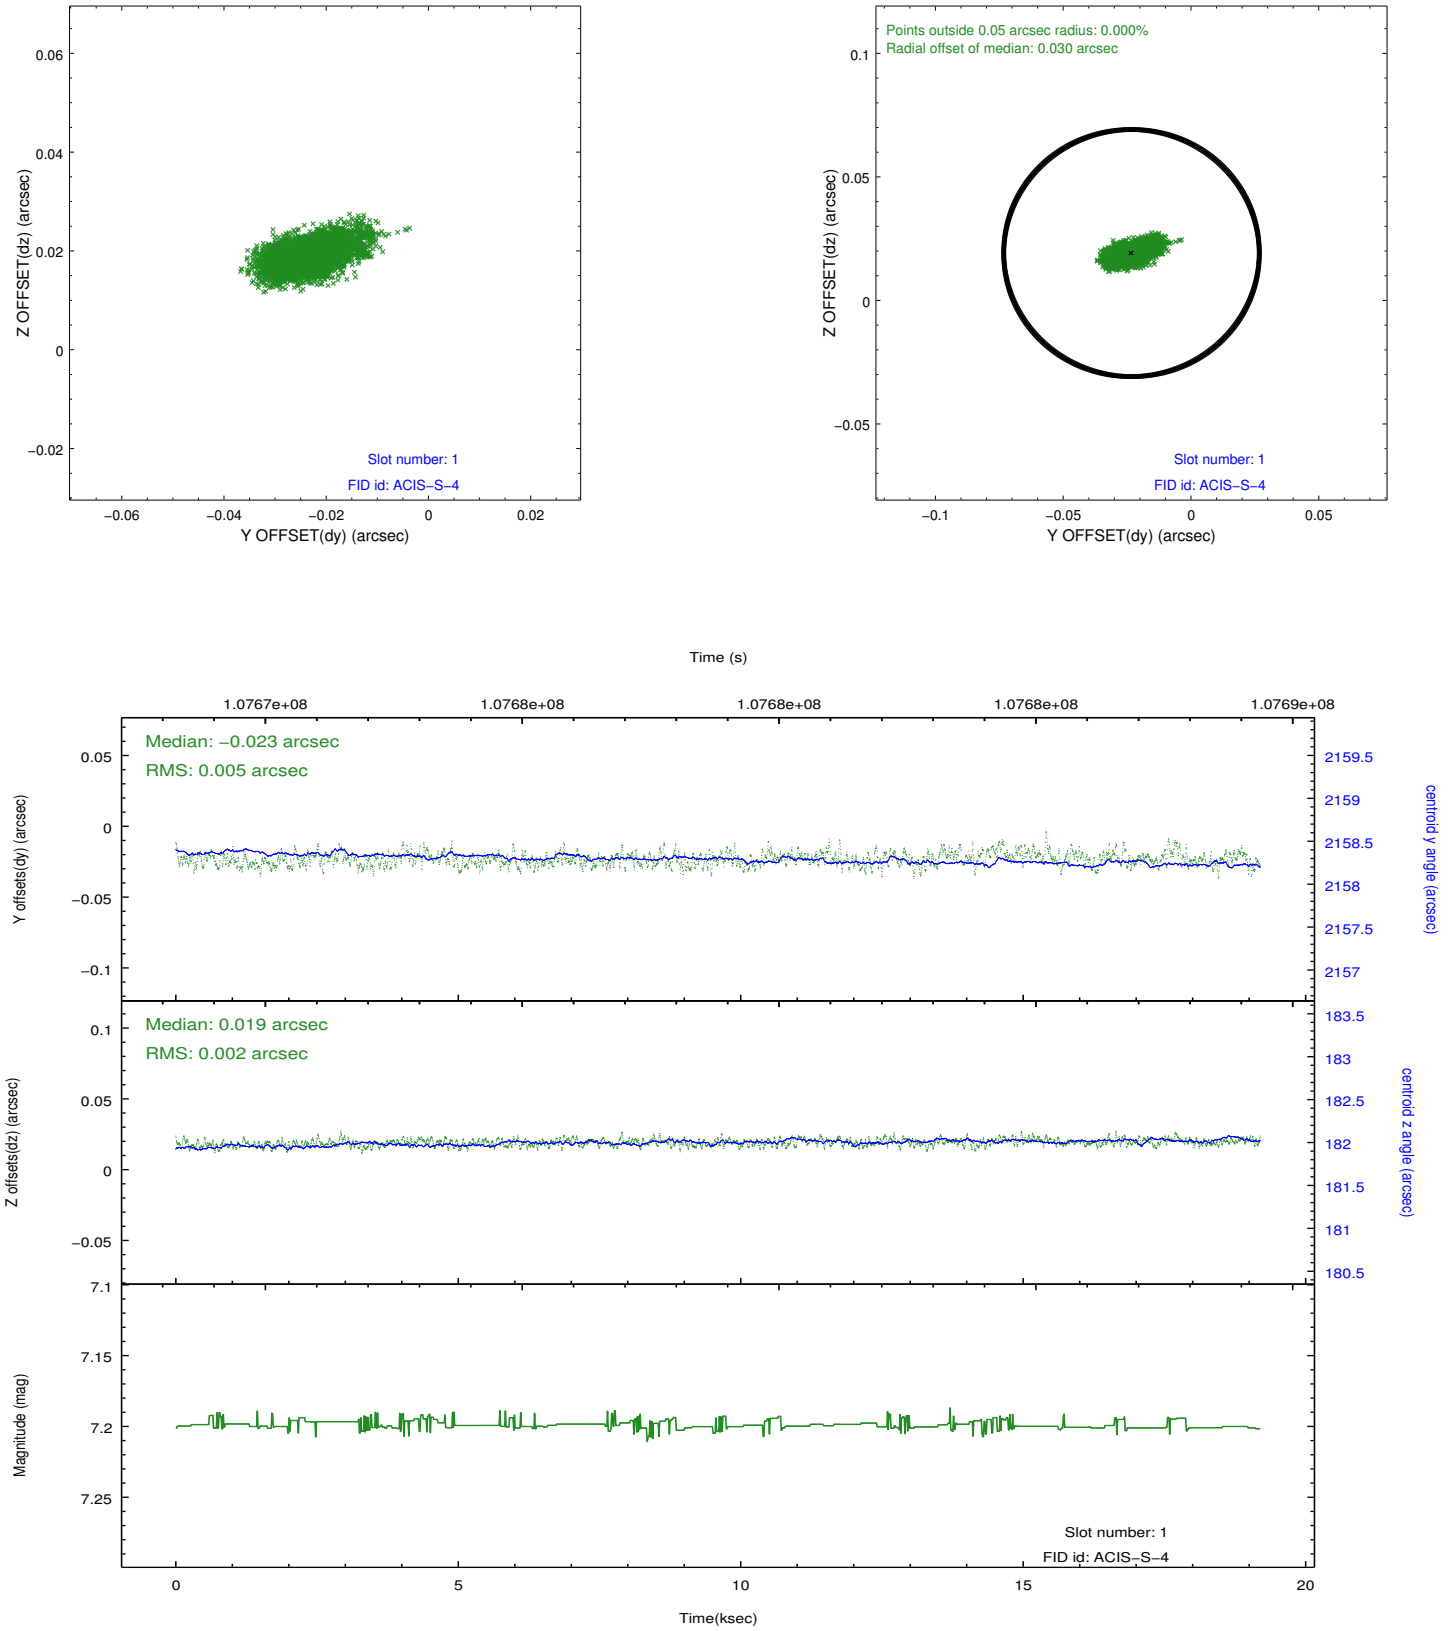 0.06
0.04
0.02
0
−0.02
Z OFFSET(dz) (arcsec)
Slot number: 1
FID id: ACIS−S−4
−0.06 −0.04 −0.02 0 0.02
Y OFFSET(dy) (arcsec)
Points outside 0.05 arcsec radius: 0.000%
Radial offset of median: 0.030 arcsec
0.1
0.05
0
−0.05
Z OFFSET(dz) (arcsec)
Slot number: 1
FID id: ACIS−S−4
−0.1 −0.05 0 0.05
Y OFFSET(dy) (arcsec)
Time (s)
1.0767e+08 1.0768e+08 1.0768e+08 1.0768e+08 1.0769e+08
Median: −0.023 arcsec
RMS: 0.005 arcsec
0.05
0
−0.05
−0.1
Y offsets(dy) (arcsec)
2159.5
2159
2158.5
2158
2157.5
2157
centroid y angle (arcsec)
Median: 0.019 arcsec
RMS: 0.002 arcsec
0.1
0.05
0
−0.05
Z offsets(dz) (arcsec)
183.5
183
182.5
182
181.5
181
180.5
centroid z angle (arcsec)
7.1
7.15
7.2
7.25
Magnitude (mag)
Slot number: 1
FID id: ACIS−S−4
0 5 10 15 20
Time(ksec)